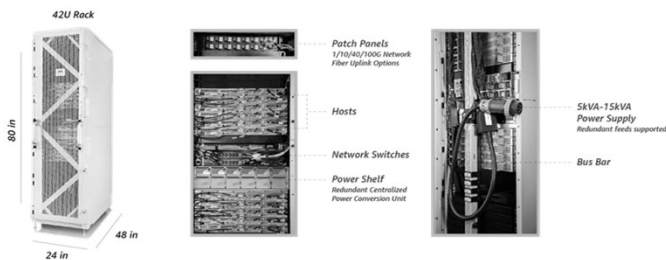 42U Rack
80 in
24 in
48 in
Patch Panels
1/10/40/100G Network
Fiber Uplink Options
Hosts
Network Switches
Power Shelf
Redundant Centralized
Power Conversion Unit
5kVA-15kVA
Power Supply
Redundant feeds supported
Bus Bar